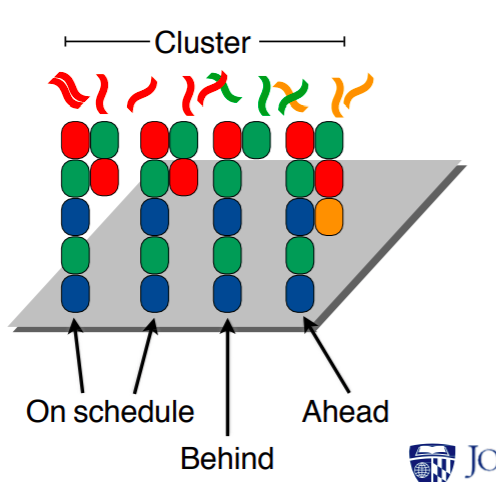 Cluster
On schedule
Ahead
Behind
JO